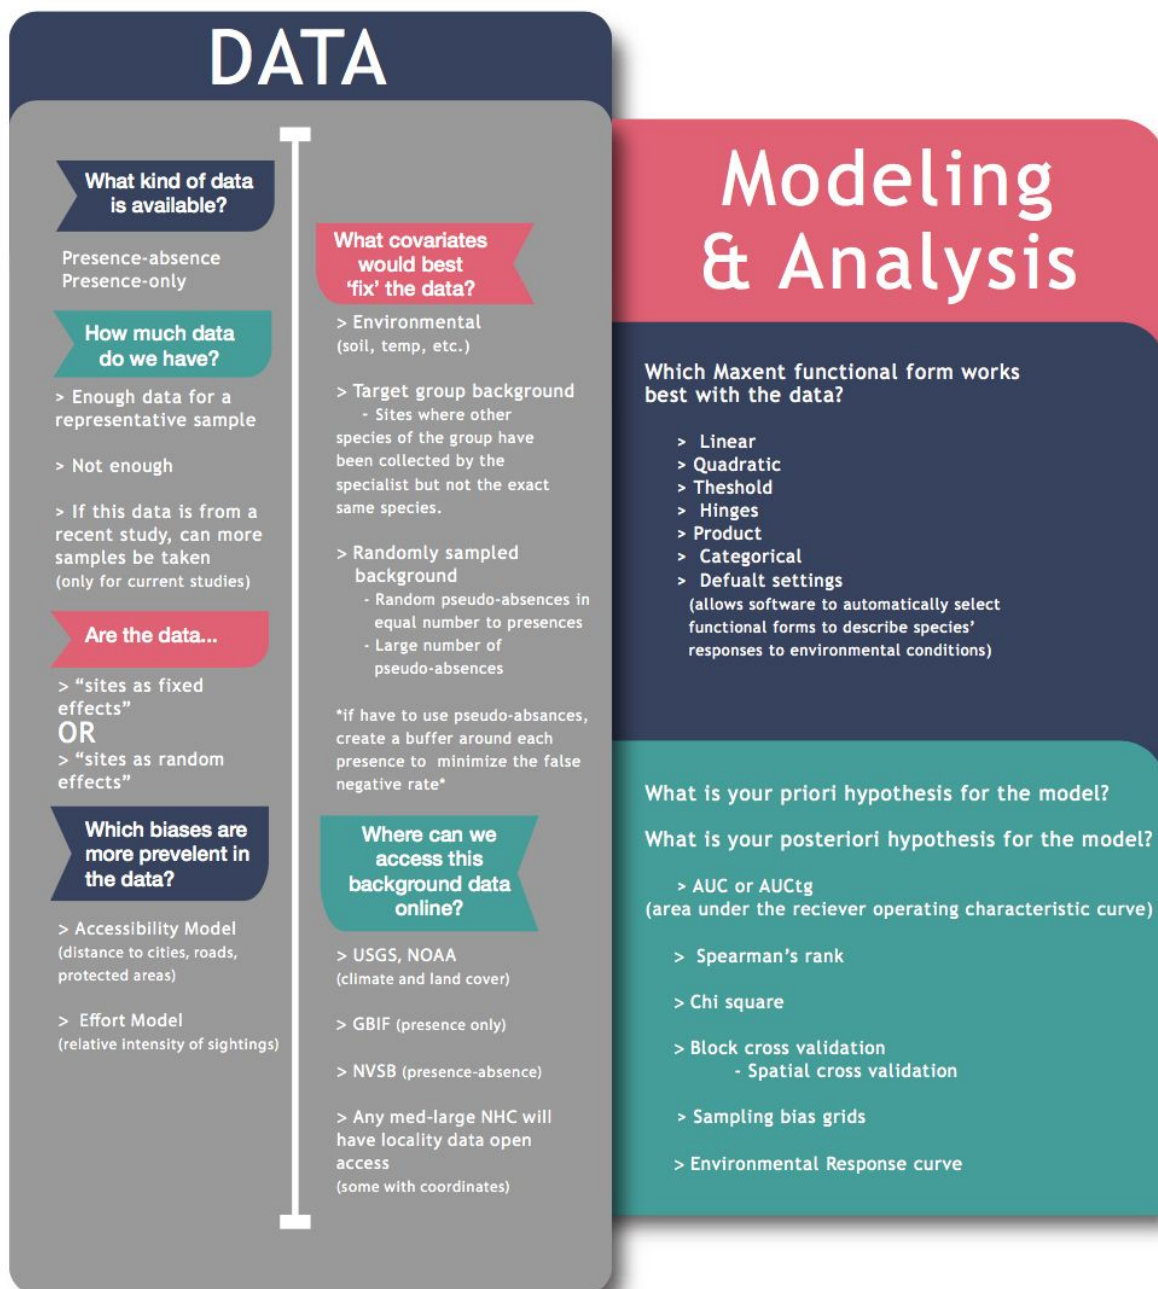 DATA
What kind of data
is available?
Presence-absence
Presence-only
How much data
do we have?
> Enough data for a
representative sample
> Not enough
> If this data is from a
recent study, can more
samples be taken
(only for current studies)
Are the data...
> “sites as fixed
effects”
OR
> “sites as random
effects”
Which biases are
more prevelent in
the data?
> Accessibility Model
(distance to cities, roads,
protected areas)
> Effort Model
(relative intensity of sightings)
What covariates
would best
‘fix’ the data?
> Environmental
(soil, temp, etc.)
> Target group background
- Sites where other
species of the group have
been collected by the
specialist but not the exact
same species.
> Randomly sampled
background
- Random pseudo-absences in
equal number to presences
- Large number of
pseudo-absences
*if have to use pseudo-absances,
create a buffer around each
presence to minimize the false
negative rate*
Where can we
access this
background data
online?
> USGS, NOAA
(climate and land cover)
> GBIF (presence only)
> NVSB (presence-absence)
> Any med-large NHC will
have locality data open
access
(some with coordinates)
Modeling
& Analysis
Which Maxent functional form works
best with the data?
> Linear
> Quadratic
> Theshold
> Hinges
> Product
> Categorical
> Defualt settings
(allows software to automatically select
functional forms to describe species’
responses to environmental conditions)
What is your priori hypothesis for the model?
What is your posteriori hypothesis for the model?
> AUC or AUCtg
(area under the reciever operating characteristic curve)
> Spearman’s rank
> Chi square
> Block cross validation
- Spatial cross validation
> Sampling bias grids
> Environmental Response curve